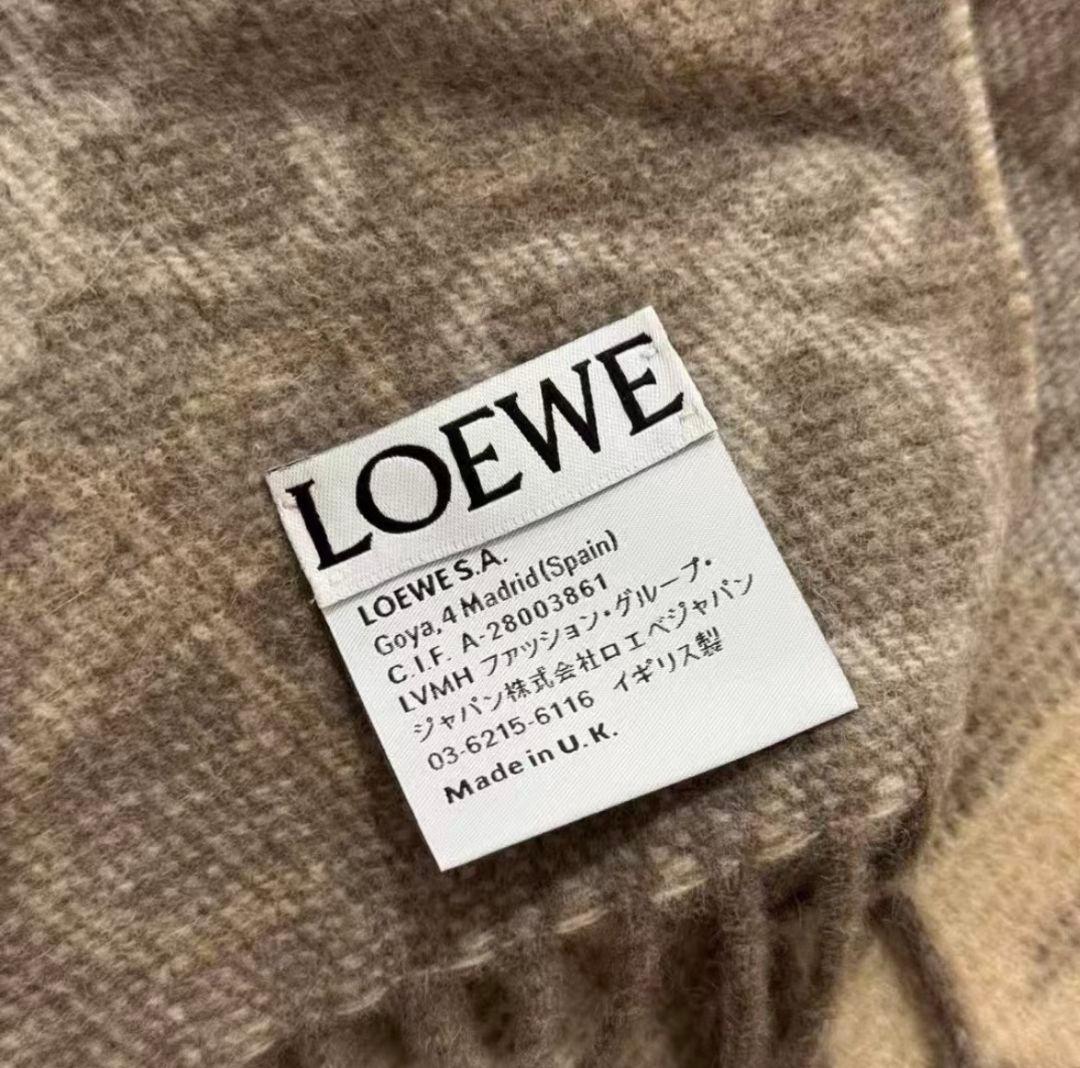 LOEWE
LOEWE S.A.
Goya, 4 Madrid (Spain)
C.I.F. A-28003861
LVMH ファッション・グループ・
ジャパン株式会社ロエベジャパン
03-6215-6116 イギリス製
Made in U.K.